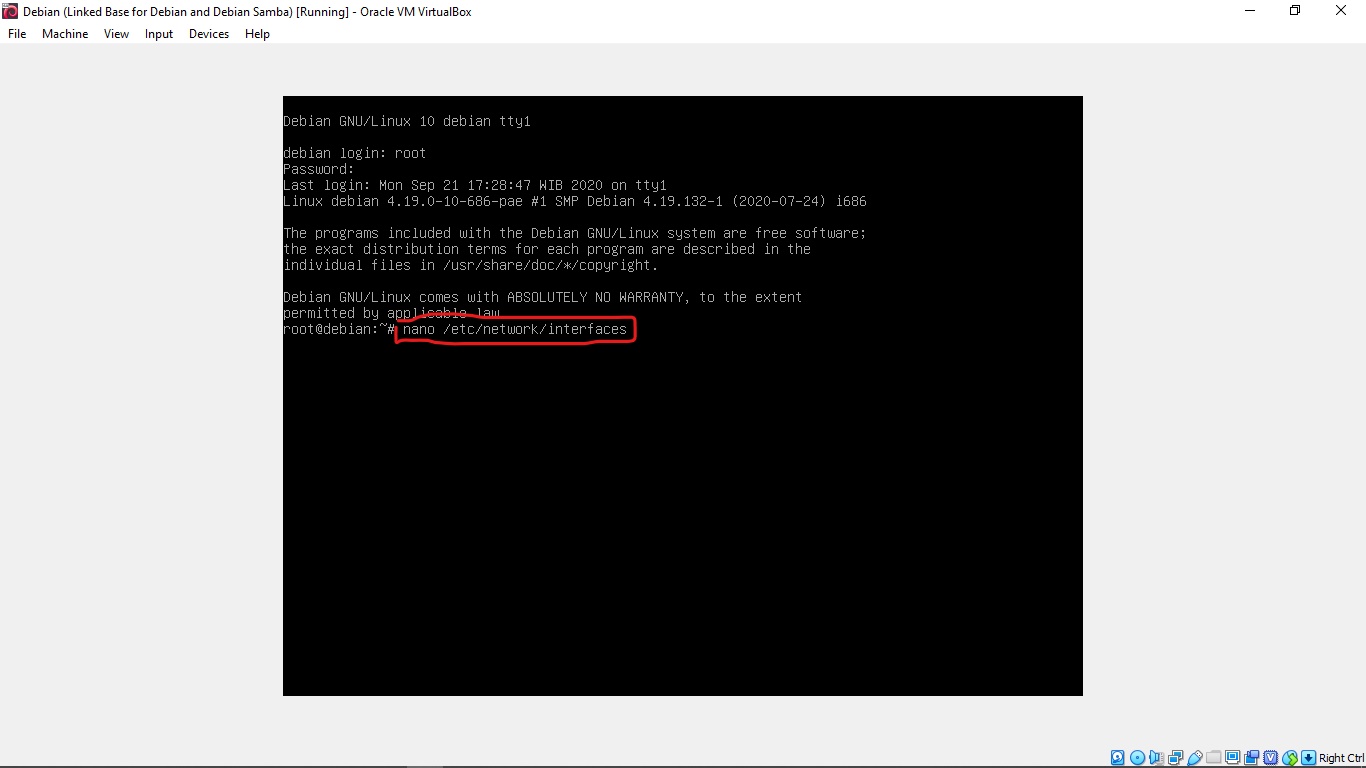 Debian (Linked Base for Debian and Debian Samba) [Running] - Oracle VM VirtualBox
File Machine View Input Devices Help
Debian GNU/Linux 10 debian tty1
debian login: root
Password:
Last login: Mon Sep 21 17:28:47 WIB 2020 on tty1
Linux debian 4.19.0-10-686-pae #1 SMP Debian 4.19.132-1 (2020-07-24) i686
The programs included with the Debian GNU/Linux system are free software;
the exact distribution terms for each program are described in the
individual files in /usr/share/doc/*/copyright.
Debian GNU/Linux comes with ABSOLUTELY NO WARRANTY, to the extent
permitted by applicable law
root@debian:~# nano /etc/network/interfaces
Right Ctrl